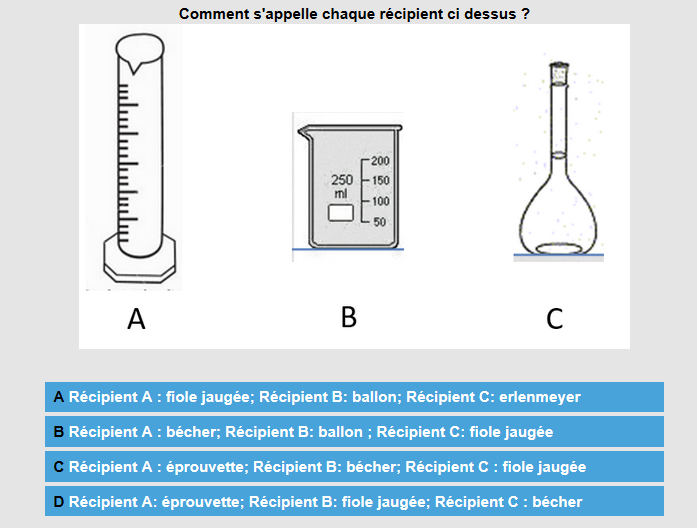 Comment s'appelle chaque récipient ci dessus ?
200
250
150
ml
100
50
A
B
C
A Récipient A : fiole jaugée; Récipient B: ballon; Récipient C: erlenmeyer
B Récipient A : bécher; Récipient B: ballon ; Récipient C: fiole jaugée
C Récipient A : éprouvette; Récipient B: bécher; Récipient C : fiole jaugée
D Récipient A: éprouvette; Récipient B: fiole jaugée; Récipient C : bécher